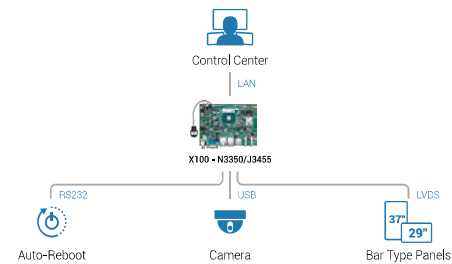 Control Center
LAN
X100 - N3350/J3455
RS232
USB
LVDS
37"
29"
Auto-Reboot
Camera
Bar Type Panels